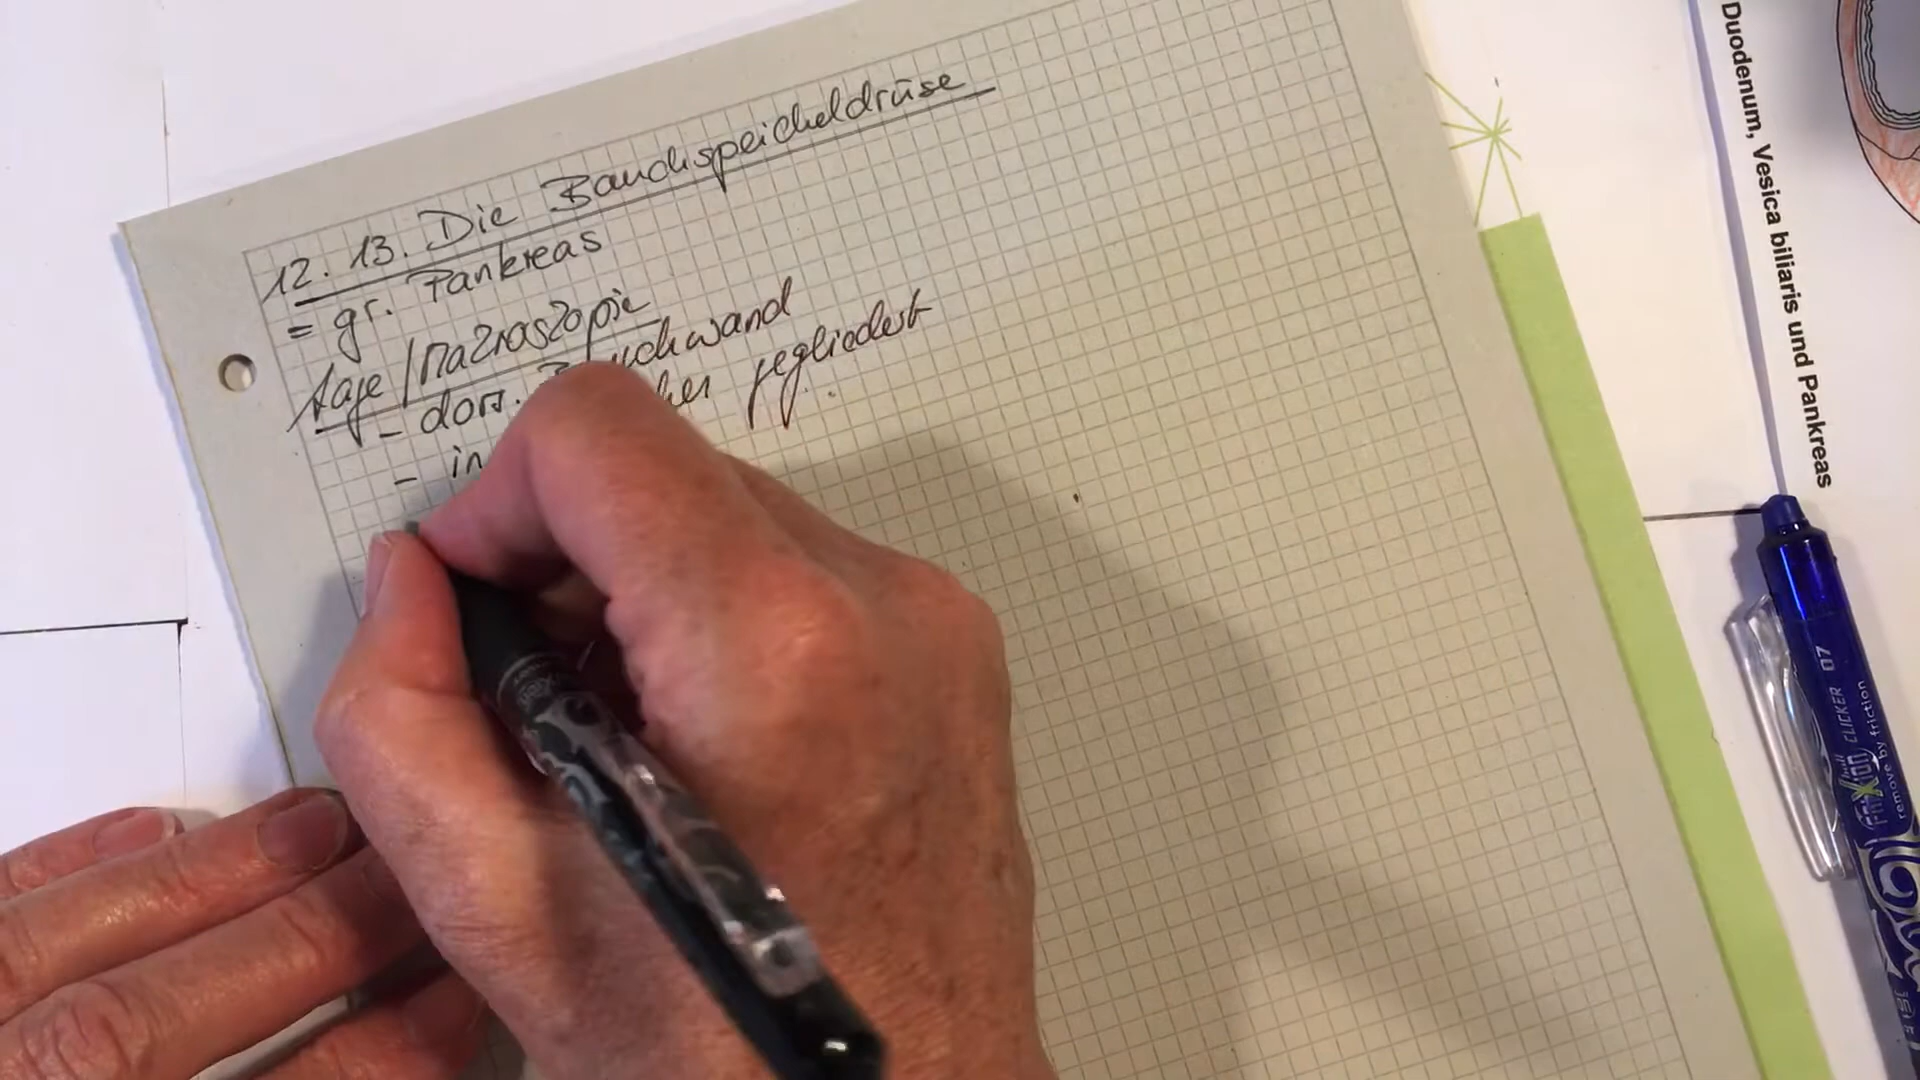 12. 13. Die Bauchspeicheldrüse
= gr. Pankreas
Lage / Makroskopie
- dors. Bauchwand
- in gegliedert
Duodenum, Vesica biliaris und Pankreas
FRIXION ball CLICKER 07
remove by friction